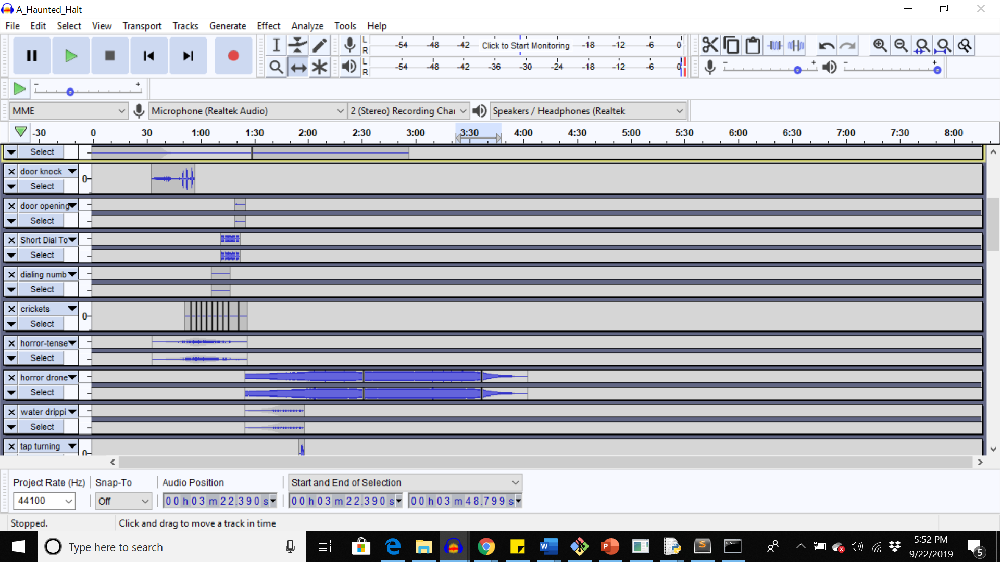 A_Haunted_Halt
File Edit Select View Transport Tracks Generate Effect Analyze Tools Help
L R -54 -48 -42 Click to Start Monitoring -18 -12 -6 0
L R -54 -48 -42 -36 -30 -24 -18 -12 -6 0
- + - +
- +
MME Microphone (Realtek Audio) 2 (Stereo) Recording Chai Speakers / Headphones (Realtek
-30 0 30 1:00 1:30 2:00 2:30 3:00 3:30 4:00 4:30 5:00 5:30 6:00 6:30 7:00 7:30 8:00
Select
door knock 0-
Select
door opening
Select
Short Dial To
Select
dialing numb
Select
crickets 0-
Select
horror-tense
Select
horror drone
Select
water drippi
Select
tap turning 0-
Project Rate (Hz) Snap-To Audio Position Start and End of Selection
44100 Off 00 h 03 m 22.390 s 00 h 03 m 22.390 s 00 h 03 m 48.799 s
Stopped. Click and drag to move a track in time
Type here to search
5:52 PM
9/22/2019
5